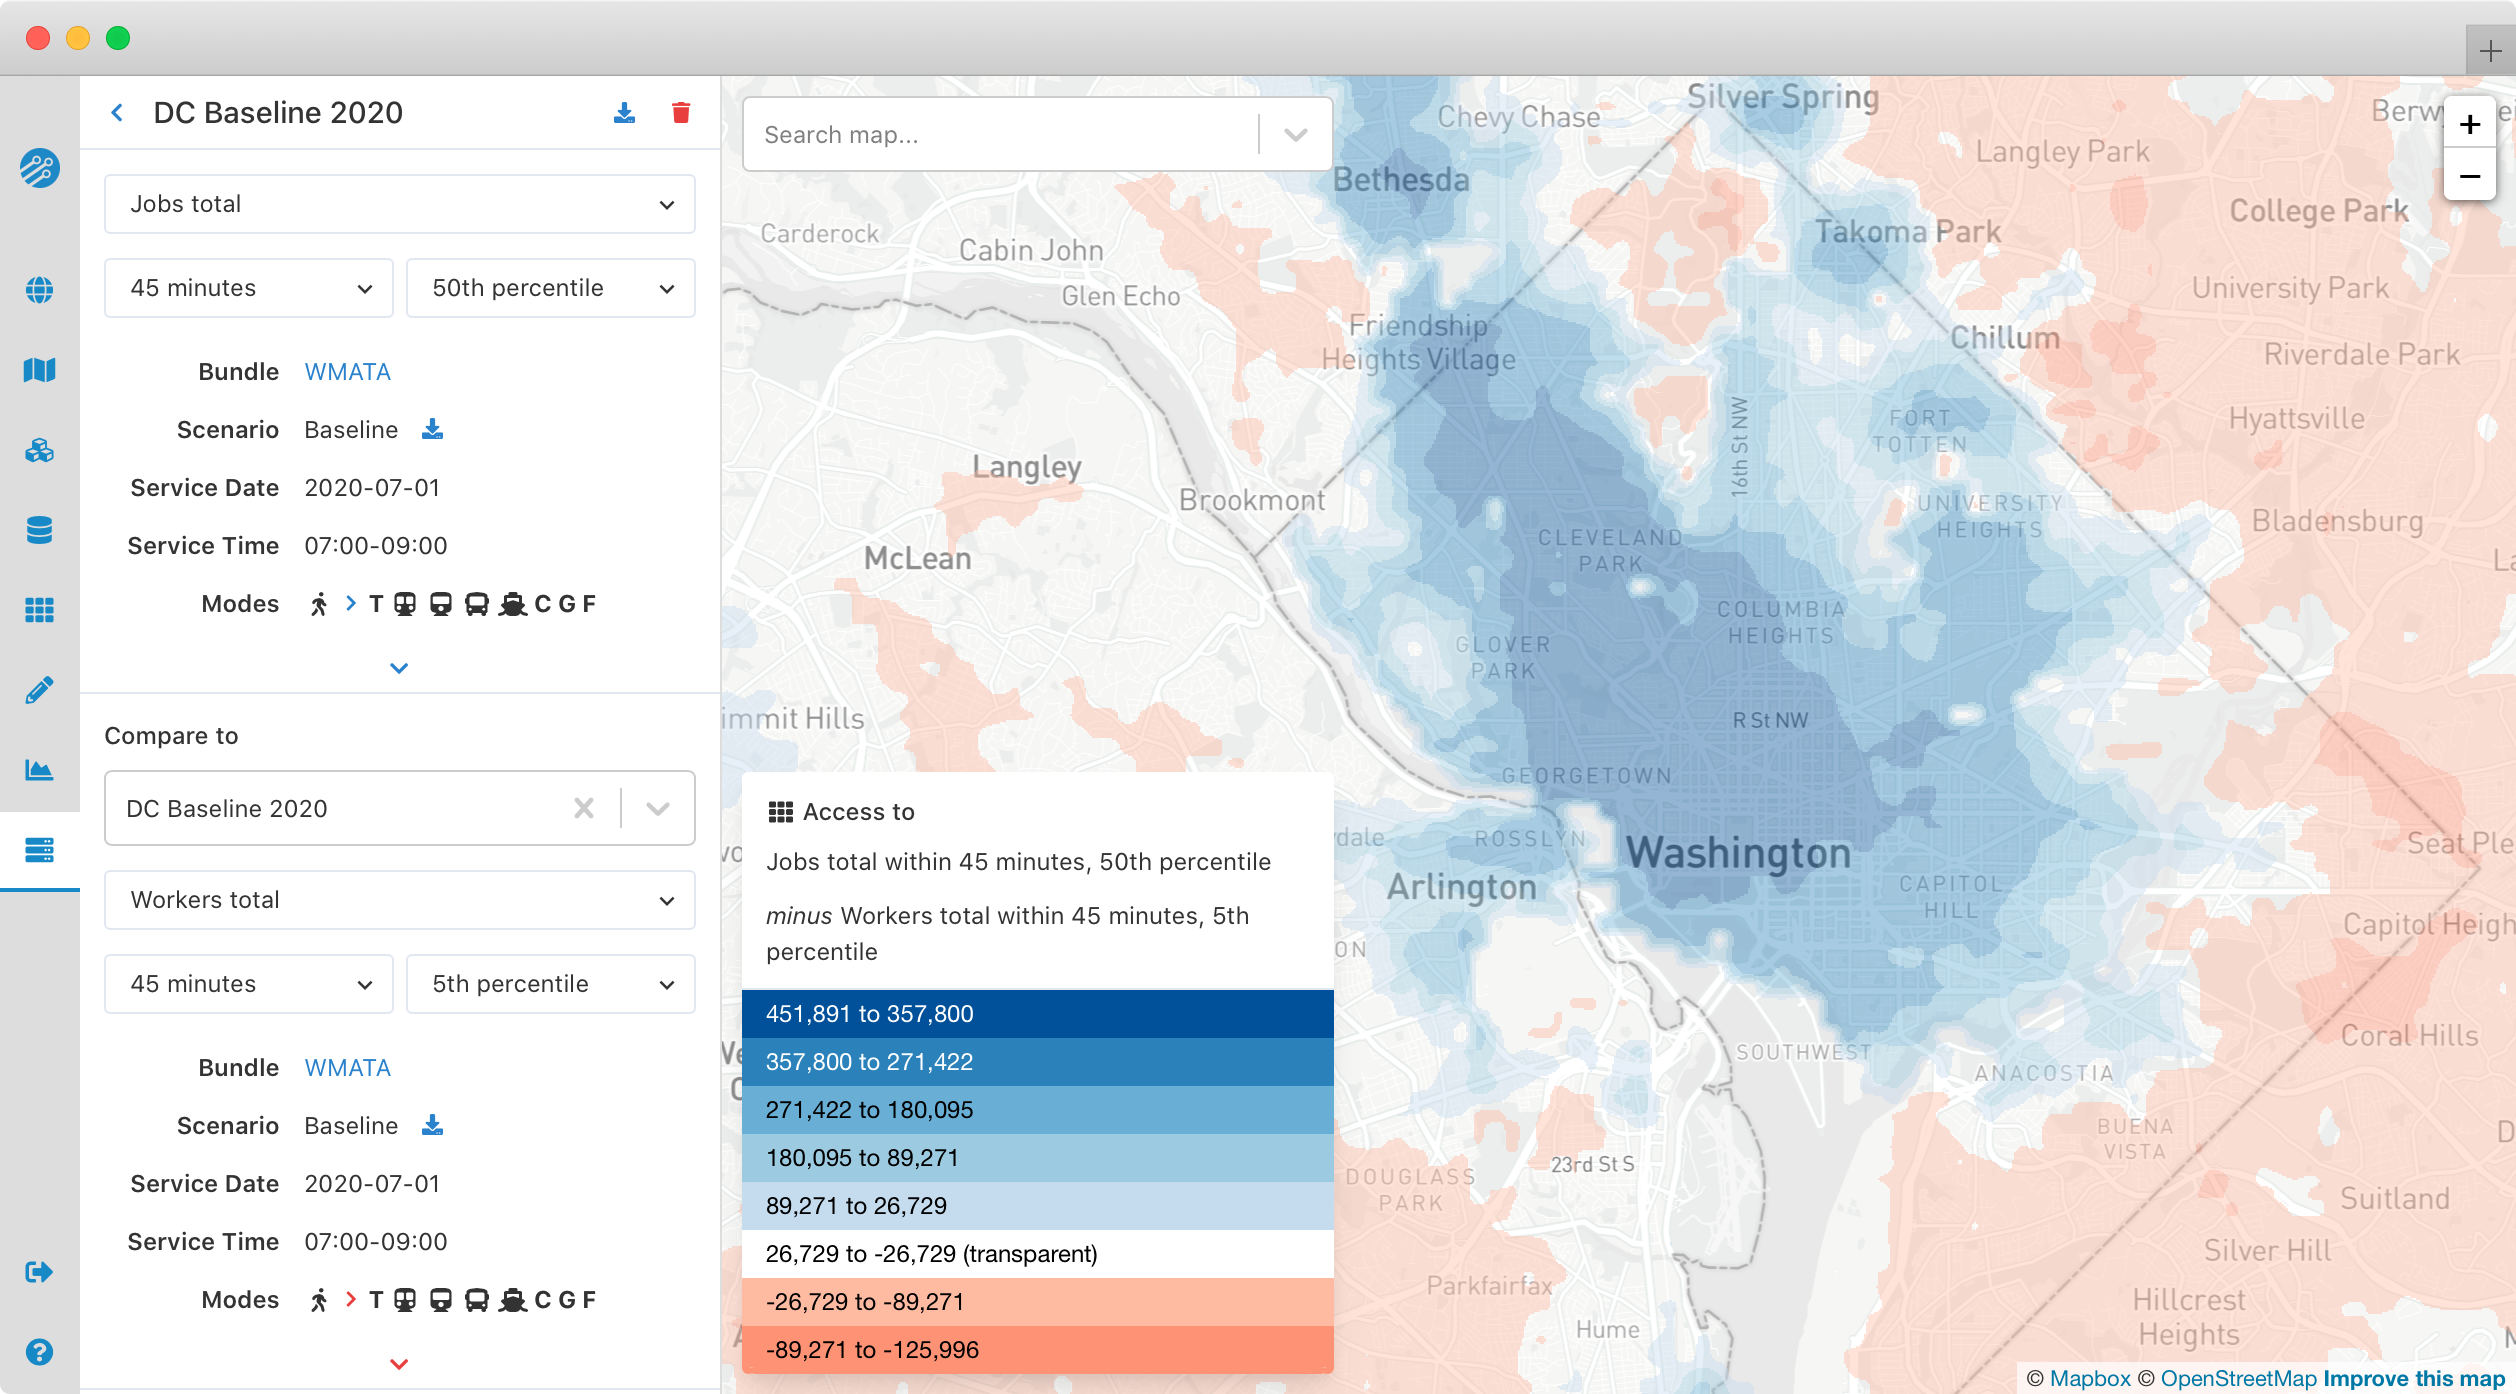 DC Baseline 2020
Jobs total
45 minutes
50th percentile
Bundle WMATA
Scenario Baseline
Service Date 2020-07-01
Service Time 07:00-09:00
Modes T C G F
Compare to
DC Baseline 2020
Workers total
45 minutes
5th percentile
Bundle WMATA
Scenario Baseline
Service Date 2020-07-01
Service Time 07:00-09:00
Modes T C G F
Search map...
+
−
Silver Spring
Chevy Chase
Langley Park
Bethesda
College Park
Takoma Park
Carderock
Cabin John
Glen Echo
University Park
Friendship
Heights Village
Chillum
Riverdale Park
Hyattsville
FORT
TOTTEN
16th St NW
Langley
Brookmont
UNIVERSITY
HEIGHTS
Bladensburg
McLean
CLEVELAND
PARK
COLUMBIA
HEIGHTS
GLOVER
PARK
immit Hills
R St NW
GEORGETOWN
ROSSLYN
Washington
Arlington
CAPITOL
HILL
Seat Ple
Capitol Heigh
Coral Hills
SOUTHWEST
ANACOSTIA
BUENA
VISTA
23rd St S
DOUGLASS
PARK
Suitland
Silver Hill
Parkfairfax
Hillcrest
Heights
Hume
Access to
Jobs total within 45 minutes, 50th percentile
minus Workers total within 45 minutes, 5th
percentile
451,891 to 357,800
357,800 to 271,422
271,422 to 180,095
180,095 to 89,271
89,271 to 26,729
26,729 to -26,729 (transparent)
-26,729 to -89,271
-89,271 to -125,996
© Mapbox © OpenStreetMap Improve this map